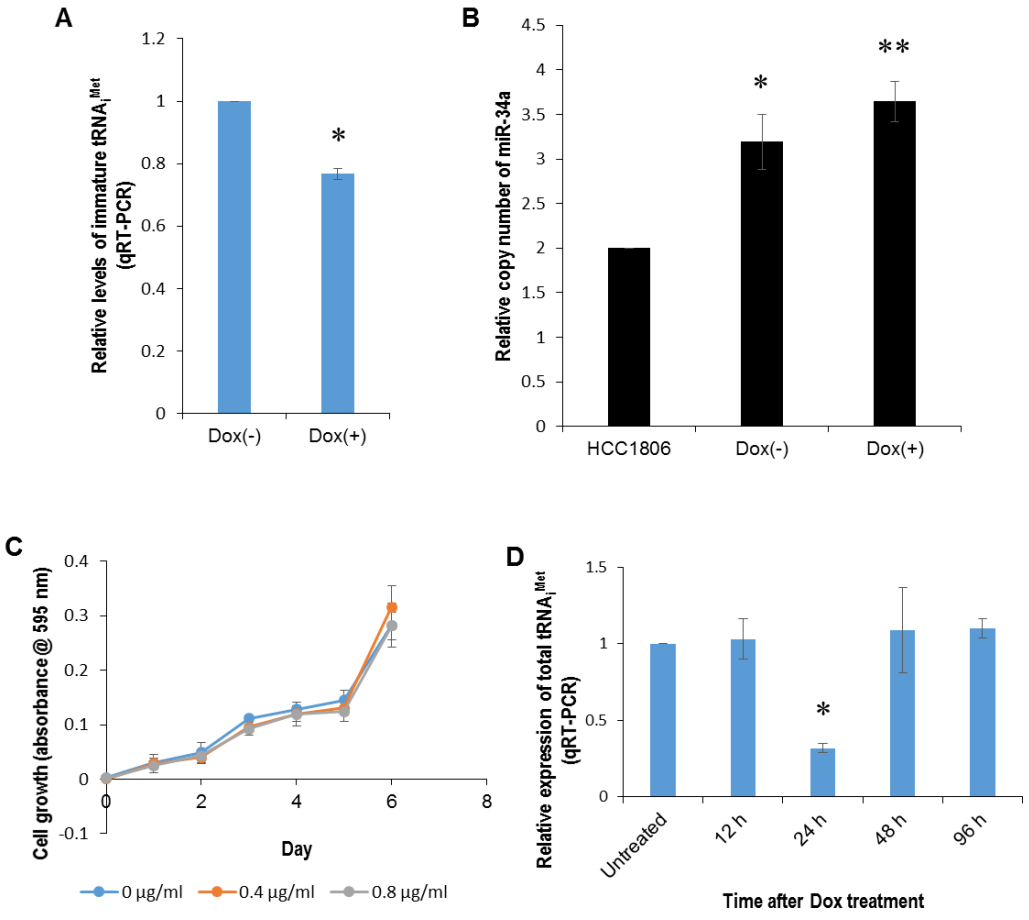 A
Relative levels of immature tRNAiMet
(qRT-PCR)
1.2
1
0.8
0.6
0.4
0.2
0
*
Dox(-)
Dox(+)
B
Relative copy number of miR-34a
4.5
4
3.5
3
2.5
2
1.5
1
0.5
0
*
**
HCC1806
Dox(-)
Dox(+)
C
Cell growth (absorbance @ 595 nm)
0.4
0.3
0.2
0.1
0
-0.1
0
2
4
6
8
Day
0 µg/ml
0.4 µg/ml
0.8 µg/ml
D
Relative expression of total tRNAiMet
(qRT-PCR)
1.5
1
0.5
0
*
Untreated
12 h
24 h
48 h
96 h
Time after Dox treatment